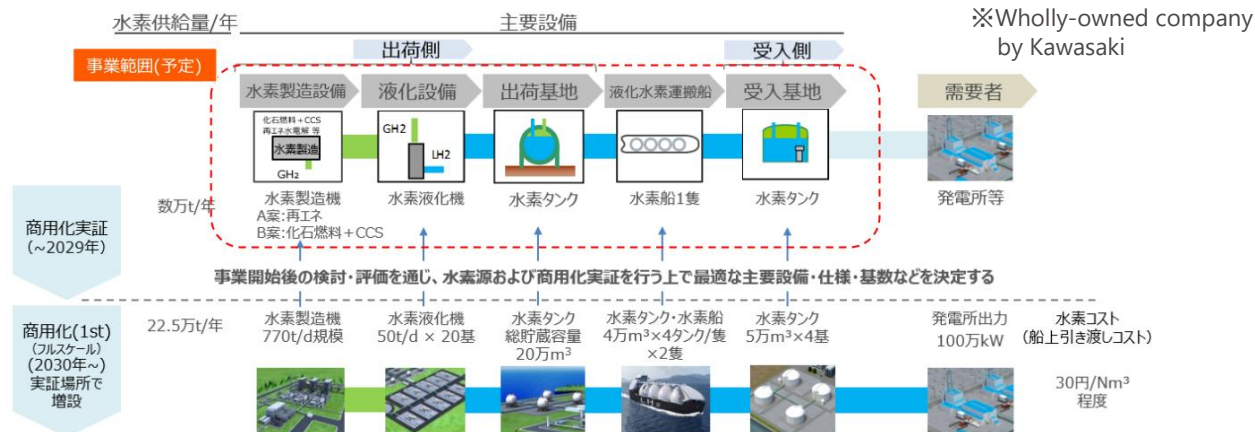 ※Wholly-owned company
by Kawasaki
水素供給量/年
主要設備
出荷側
受入側
事業範囲(予定)
水素製造設備
液化設備
出荷基地
液化水素運搬船
受入基地
需要者
化石燃料+CCS
再エネ水電解 等
水素製造
GH₂
GH2
LH2
商用化実証
(~2029年)
数万t/年
水素製造機
A案:再エネ
B案:化石燃料+CCS
水素液化機
水素タンク
水素船1隻
水素タンク
発電所等
事業開始後の検討・評価を通じ、水素源および商用化実証を行う上で最適な主要設備・仕様・基数などを決定する
商用化(1st)
(フルスケール)
(2030年~)
実証場所で
増設
22.5万t/年
水素製造機
770t/d規模
水素液化機
50t/d × 20基
水素タンク
総貯蔵容量
20万m³
水素タンク・水素船
4万m³×4タンク/隻
×2隻
水素タンク
5万m³×4基
発電所出力
100万kW
水素コスト
(船上引き渡しコスト)
30円/Nm³
程度